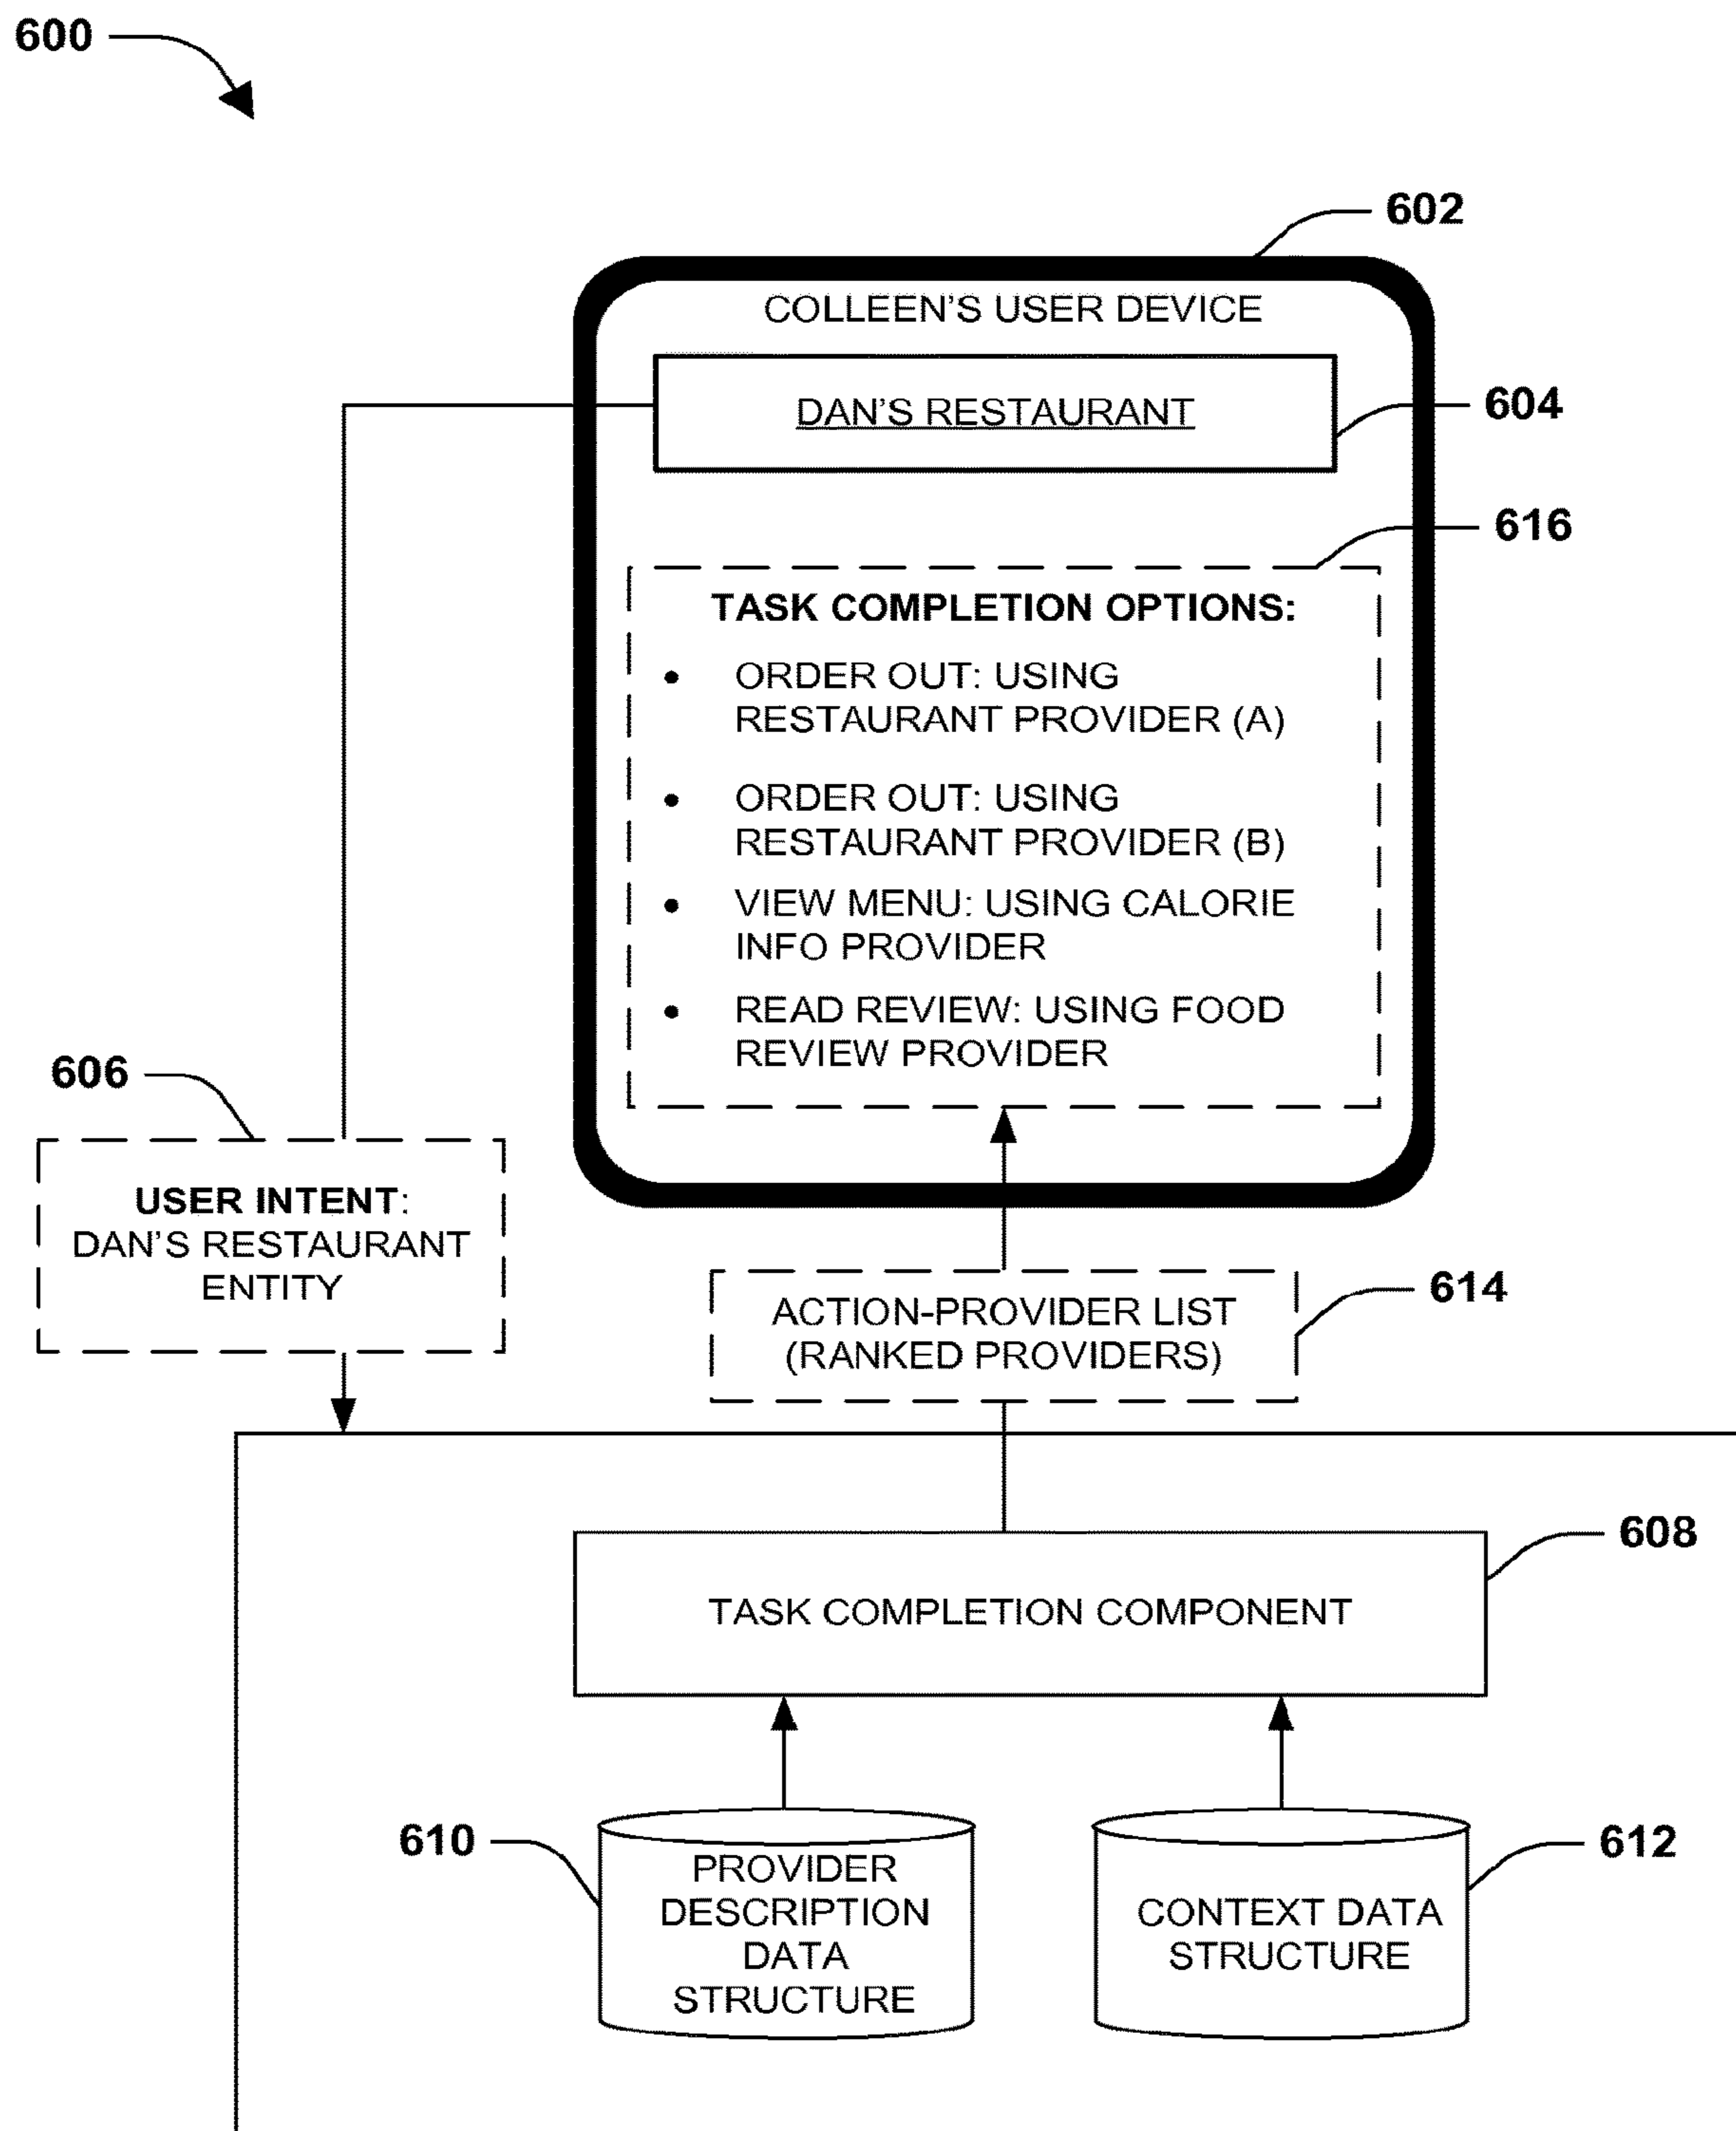 600
602
COLLEEN'S USER DEVICE
DAN'S RESTAURANT
604
616
TASK COMPLETION OPTIONS:
• ORDER OUT: USING
RESTAURANT PROVIDER (A)
• ORDER OUT: USING
RESTAURANT PROVIDER (B)
• VIEW MENU: USING CALORIE
INFO PROVIDER
• READ REVIEW: USING FOOD
REVIEW PROVIDER
606
USER INTENT:
DAN'S RESTAURANT
ENTITY
614
ACTION-PROVIDER LIST
(RANKED PROVIDERS)
608
TASK COMPLETION COMPONENT
610
PROVIDER
DESCRIPTION
DATA
STRUCTURE
612
CONTEXT DATA
STRUCTURE